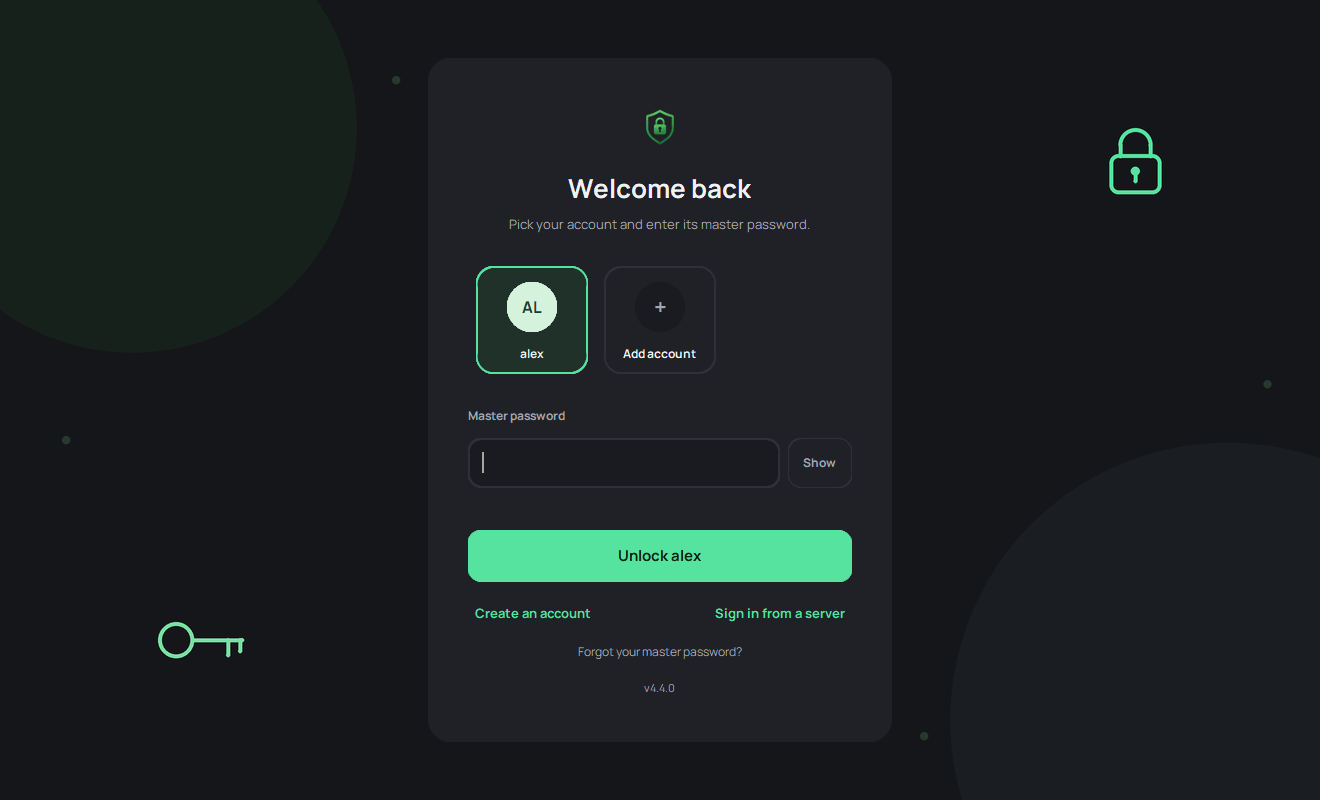 Welcome back
Pick your account and enter its master password.
AL
+
alex
Add account
Master password
Show
Unlock alex
Create an account
Sign in from a server
Forgot your master password?
v4.4.0